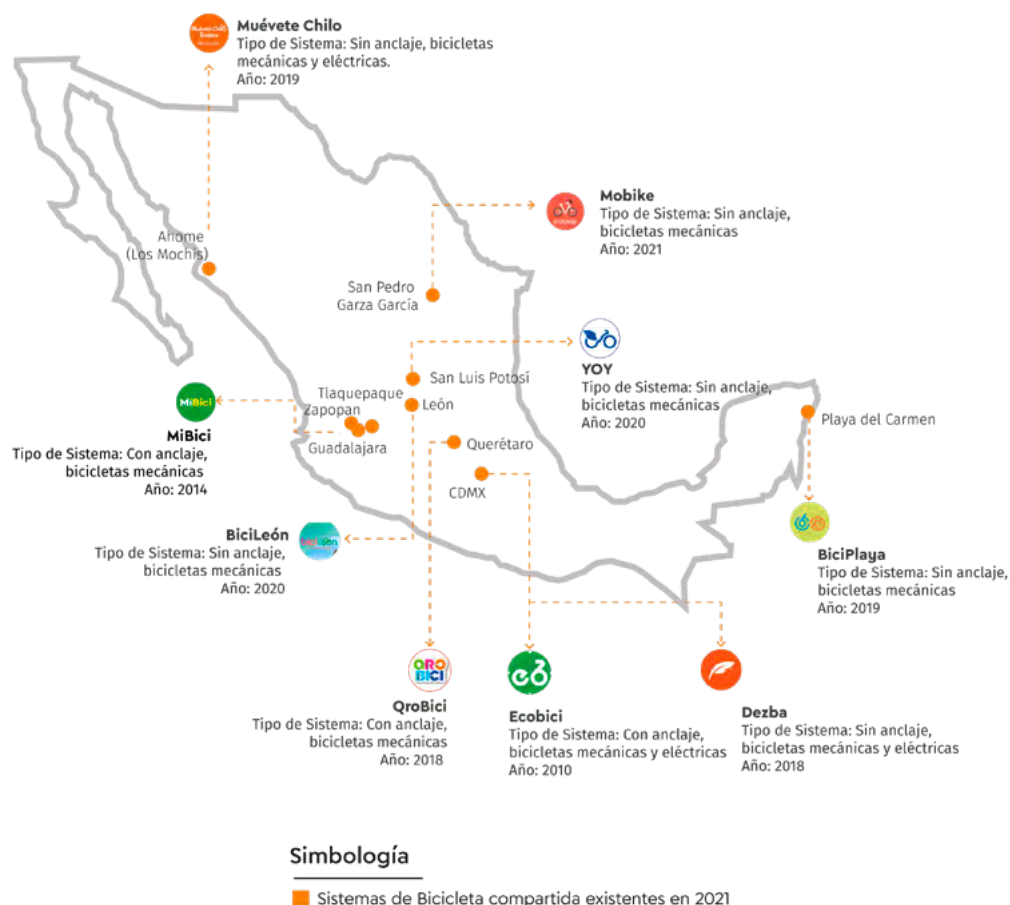 Muévete Chilo
Tipo de Sistema: Sin anclaje, bicicletas
mecánicas y eléctricas.
Año: 2019
Ahome
(Los Mochis)
Mobike
Tipo de Sistema: Sin anclaje,
bicicletas mecánicas
Año: 2021
San Pedro
Garza García
YOY
Tipo de Sistema: Sin anclaje,
bicicletas mecánicas
Año: 2020
San Luis Potosí
Tlaquepaque
León
Zapopan
Guadalajara
Querétaro
CDMX
Playa del Carmen
MiBici
MiBici
Tipo de Sistema: Con anclaje,
bicicletas mecánicas
Año: 2014
BiciLeón
Tipo de Sistema: Sin anclaje,
bicicletas mecánicas
Año: 2020
BiciPlaya
Tipo de Sistema: Sin anclaje,
bicicletas mecánicas
Año: 2019
QRO
BICI
QroBici
Tipo de Sistema: Con anclaje,
bicicletas mecánicas
Año: 2018
Ecobici
Tipo de Sistema: Con anclaje,
bicicletas mecánicas y eléctricas
Año: 2010
Dezba
Tipo de Sistema: Sin anclaje,
bicicletas mecánicas y eléctricas
Año: 2018
Simbología
Sistemas de Bicicleta compartida existentes en 2021